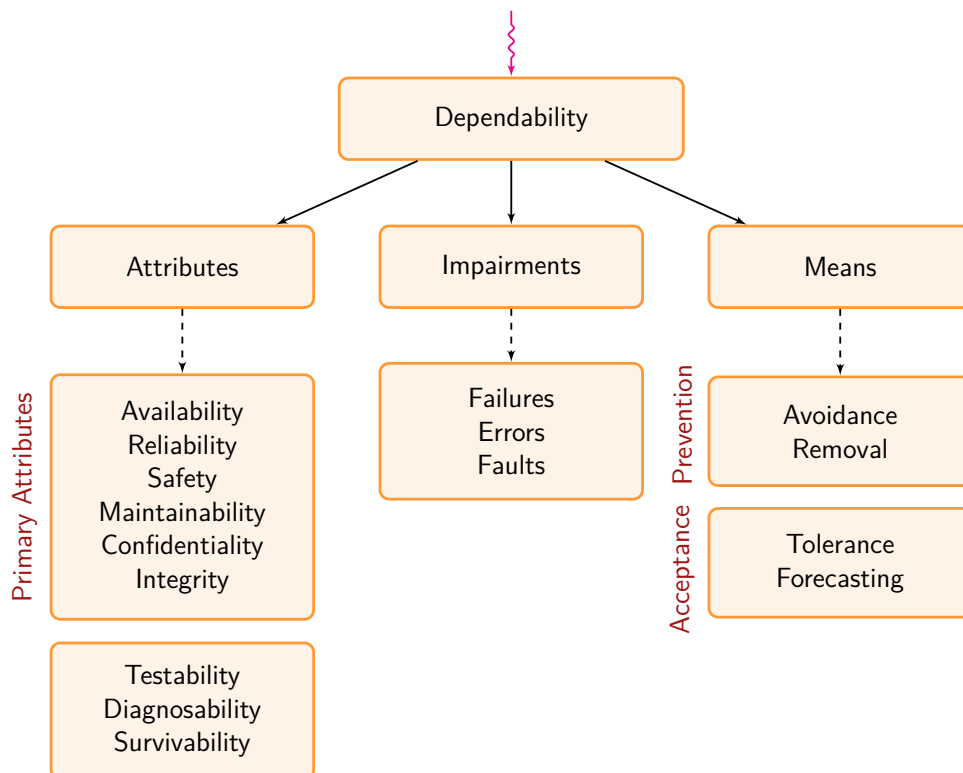 Dependability
Attributes
Impairments
Means
Primary Attributes
Availability
Reliability
Safety
Maintainability
Confidentiality
Integrity
Testability
Diagnosability
Survivability
Failures
Errors
Faults
Prevention
Avoidance
Removal
Acceptance
Tolerance
Forecasting